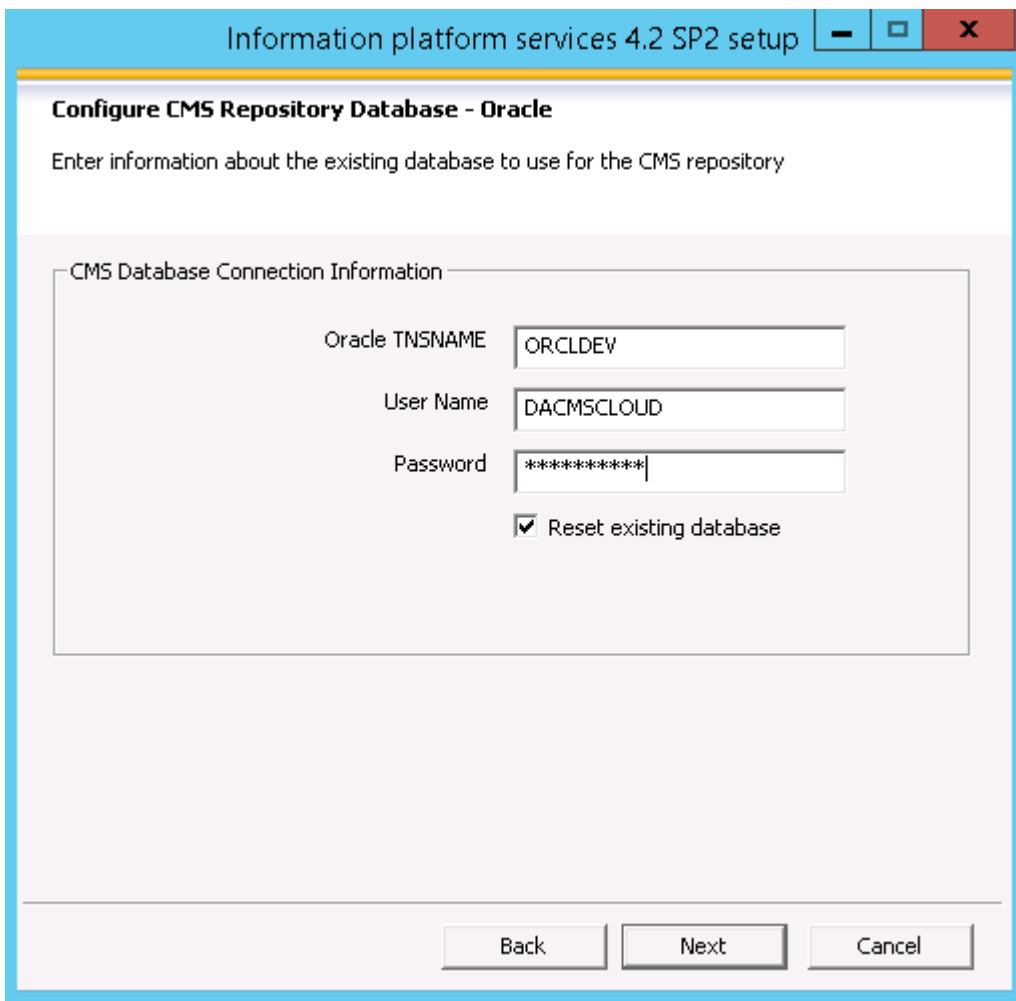 Information platform services 4.2 SP2 setup
Configure CMS Repository Database - Oracle
Enter information about the existing database to use for the CMS repository
CMS Database Connection Information
Oracle TNSNAME ORCLDEV
User Name DACMSCLOUD
Password **********
Reset existing database
Back Next Cancel